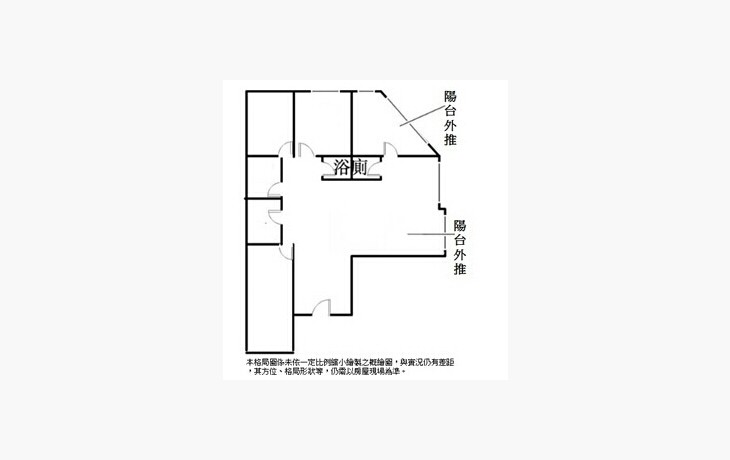 陽台外推
浴廁
陽台外推
本格局圖係未依一定比例縮小繪製之概繪圖，與實況仍有差距
，其方位、格局形狀等，仍需以房屋現場為準。